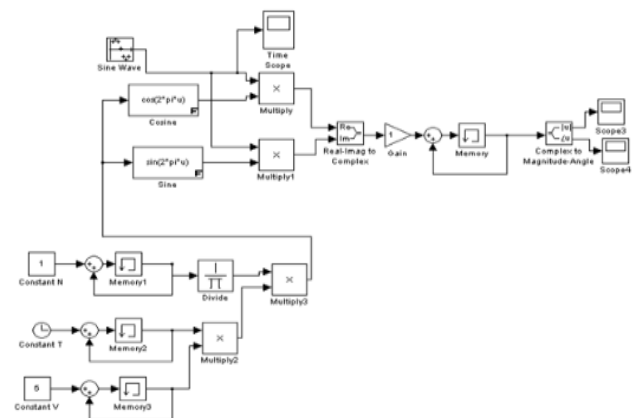 Sine Wave
Time
Scope
cos(2*pi*u)
Cosine
×
Multiply
sin(2*pi*u)
Sine
×
Multiply1
Re
Im
Real-Imag to
Complex
1
Gain
Memory
|u|
∠u
Complex to
Magnitude-Angle
Scope3
Scope4
1
Constant N
Memory1
Divide
×
Multiply3
Constant T
Memory2
×
Multiply2
5
Constant V
Memory3